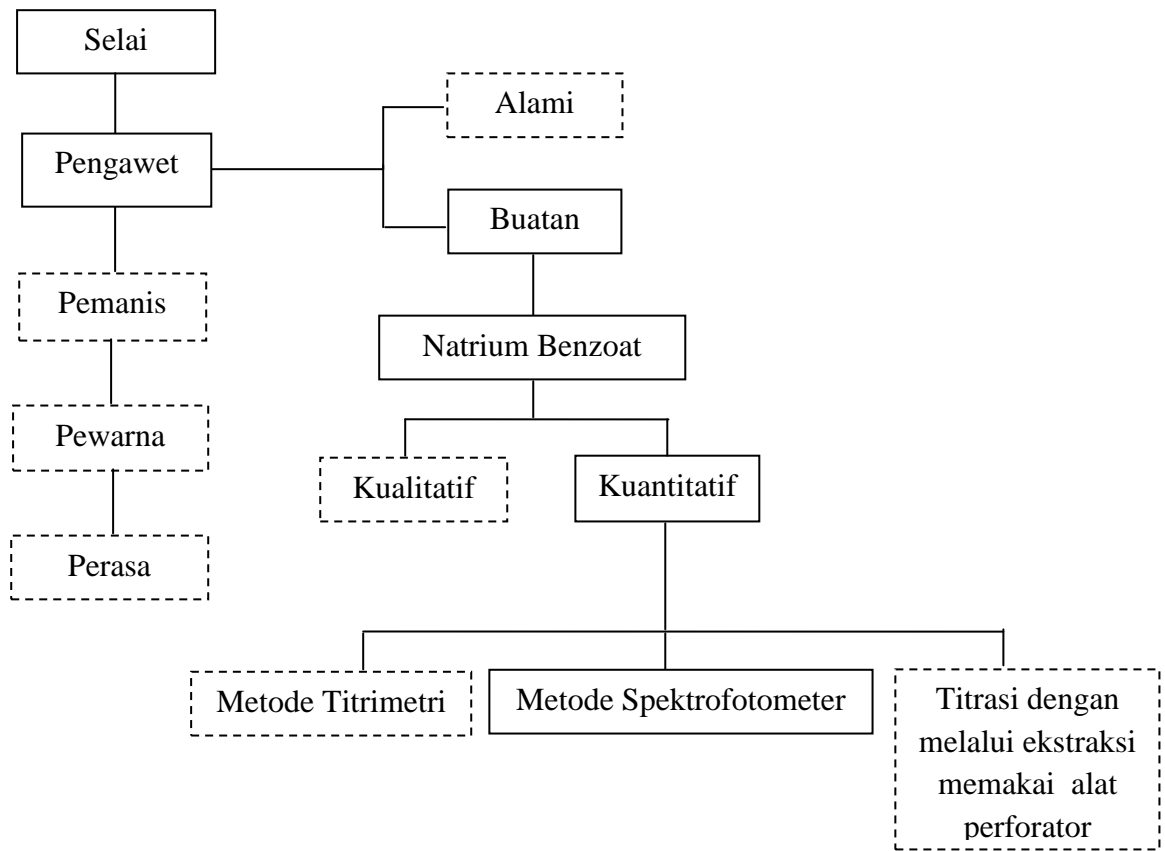 Selai
Alami
Pengawet
Buatan
Pemanis
Natrium Benzoat
Pewarna
Kualitatif
Kuantitatif
Perasa
Metode Titrimetri
Metode Spektrofotometer
Titrasi dengan
melalui ekstraksi
memakai alat
perforator